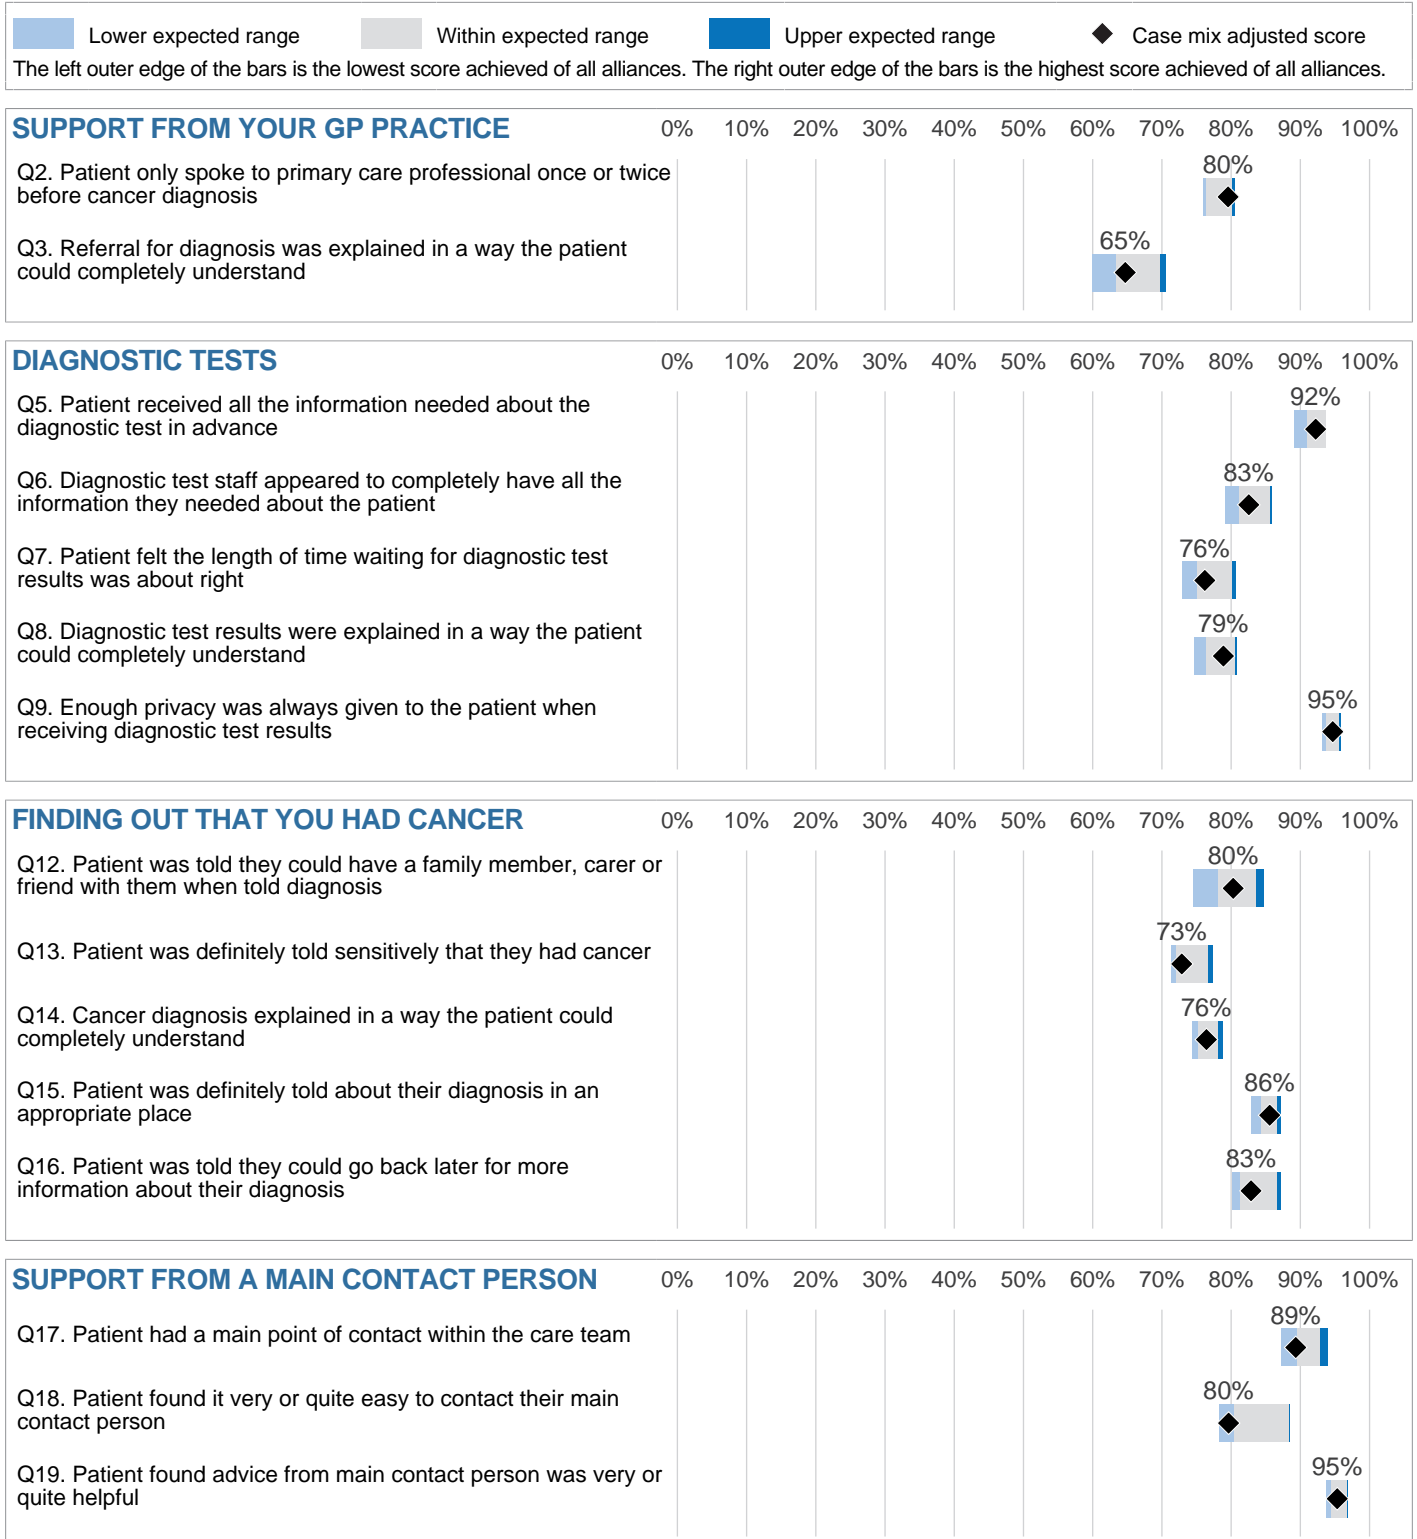 Lower expected range Within expected range Upper expected range Case mix adjusted score
The left outer edge of the bars is the lowest score achieved of all alliances. The right outer edge of the bars is the highest score achieved of all alliances.
SUPPORT FROM YOUR GP PRACTICE 0% 10% 20% 30% 40% 50% 60% 70% 80% 90% 100%
Q2. Patient only spoke to primary care professional once or twice
before cancer diagnosis
80%
Q3. Referral for diagnosis was explained in a way the patient
could completely understand
65%
DIAGNOSTIC TESTS 0% 10% 20% 30% 40% 50% 60% 70% 80% 90% 100%
Q5. Patient received all the information needed about the
diagnostic test in advance
92%
Q6. Diagnostic test staff appeared to completely have all the
information they needed about the patient
83%
Q7. Patient felt the length of time waiting for diagnostic test
results was about right
76%
Q8. Diagnostic test results were explained in a way the patient
could completely understand
79%
Q9. Enough privacy was always given to the patient when
receiving diagnostic test results
95%
FINDING OUT THAT YOU HAD CANCER 0% 10% 20% 30% 40% 50% 60% 70% 80% 90% 100%
Q12. Patient was told they could have a family member, carer or
friend with them when told diagnosis
80%
Q13. Patient was definitely told sensitively that they had cancer
73%
Q14. Cancer diagnosis explained in a way the patient could
completely understand
76%
Q15. Patient was definitely told about their diagnosis in an
appropriate place
86%
Q16. Patient was told they could go back later for more
information about their diagnosis
83%
SUPPORT FROM A MAIN CONTACT PERSON 0% 10% 20% 30% 40% 50% 60% 70% 80% 90% 100%
Q17. Patient had a main point of contact within the care team
89%
Q18. Patient found it very or quite easy to contact their main
contact person
80%
Q19. Patient found advice from main contact person was very or
quite helpful
95%